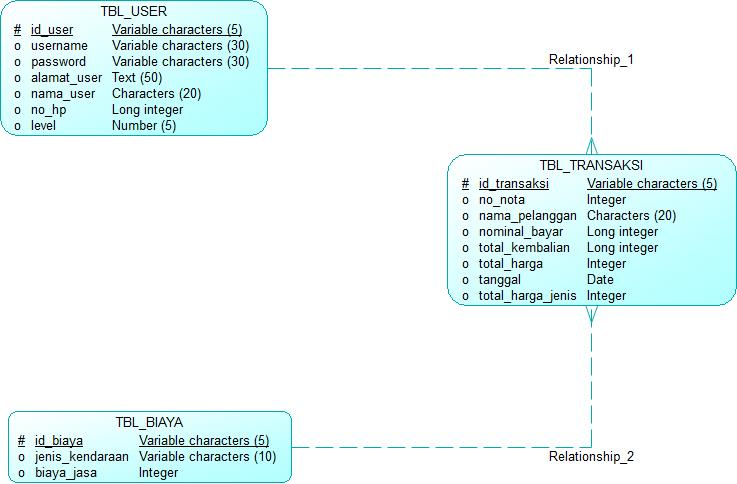 TBL_USER
# id_user Variable characters (5)
o username Variable characters (30)
o password Variable characters (30)
o alamat_user Text (50)
o nama_user Characters (20)
o no_hp Long integer
o level Number (5)
Relationship_1
TBL_TRANSAKSI
# id_transaksi Variable characters (5)
o no_nota Integer
o nama_pelanggan Characters (20)
o nominal_bayar Long integer
o total_kembalian Long integer
o total_harga Integer
o tanggal Date
o total_harga_jenis Integer
TBL_BIAYA
# id_biaya Variable characters (5)
o jenis_kendaraan Variable characters (10)
o biaya_jasa Integer
Relationship_2